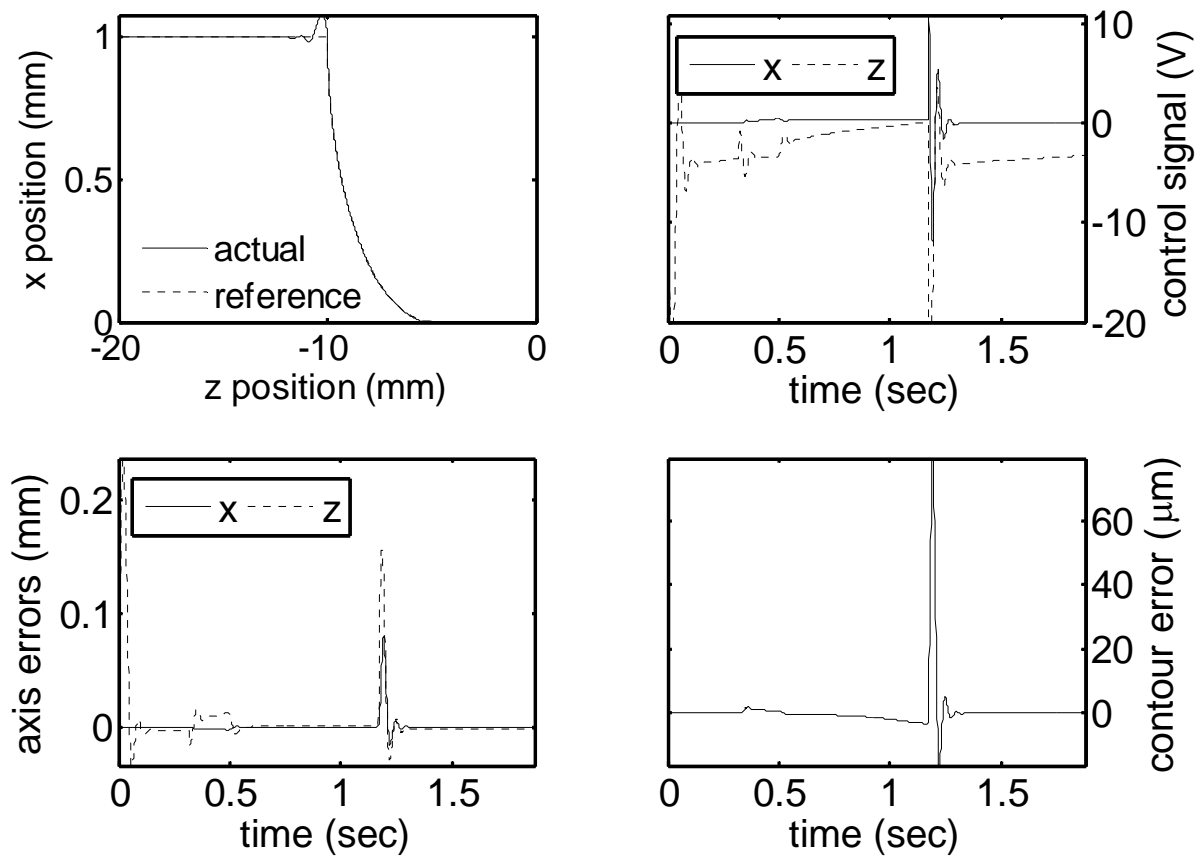 x position (mm)
1
0.5
0
actual
reference
-20
-10
0
z position (mm)
x z
10
0
-10
-20
control signal (V)
0
0.5
1
1.5
time (sec)
axis errors (mm)
0.2
0.1
0
x z
0
0.5
1
1.5
time (sec)
60
40
20
0
contour error (μm)
0
0.5
1
1.5
time (sec)